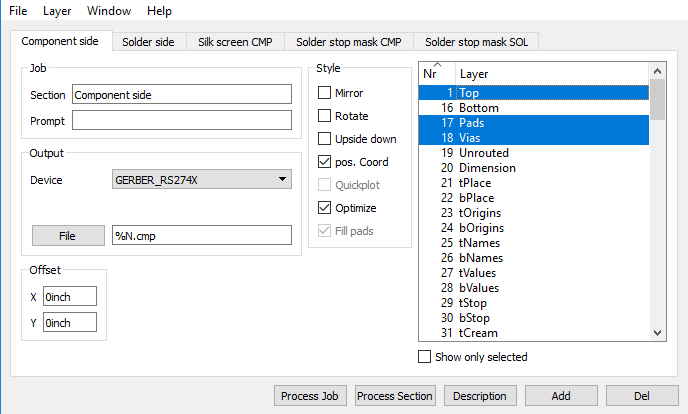 File Layer Window Help
Component side Solder side Silk screen CMP Solder stop mask CMP Solder stop mask SOL
Job
Section Component side
Prompt
Output
Device GERBER_RS274X
File %N.cmp
Offset
X 0inch
Y 0inch
Style
Mirror
Rotate
Upside down
pos. Coord
Quickplot
Optimize
Fill pads
Nr Layer
1 Top
16 Bottom
17 Pads
18 Vias
19 Unrouted
20 Dimension
21 tPlace
22 bPlace
23 tOrigins
24 bOrigins
25 tNames
26 bNames
27 tValues
28 bValues
29 tStop
30 bStop
31 tCream
Show only selected
Process Job Process Section Description Add Del